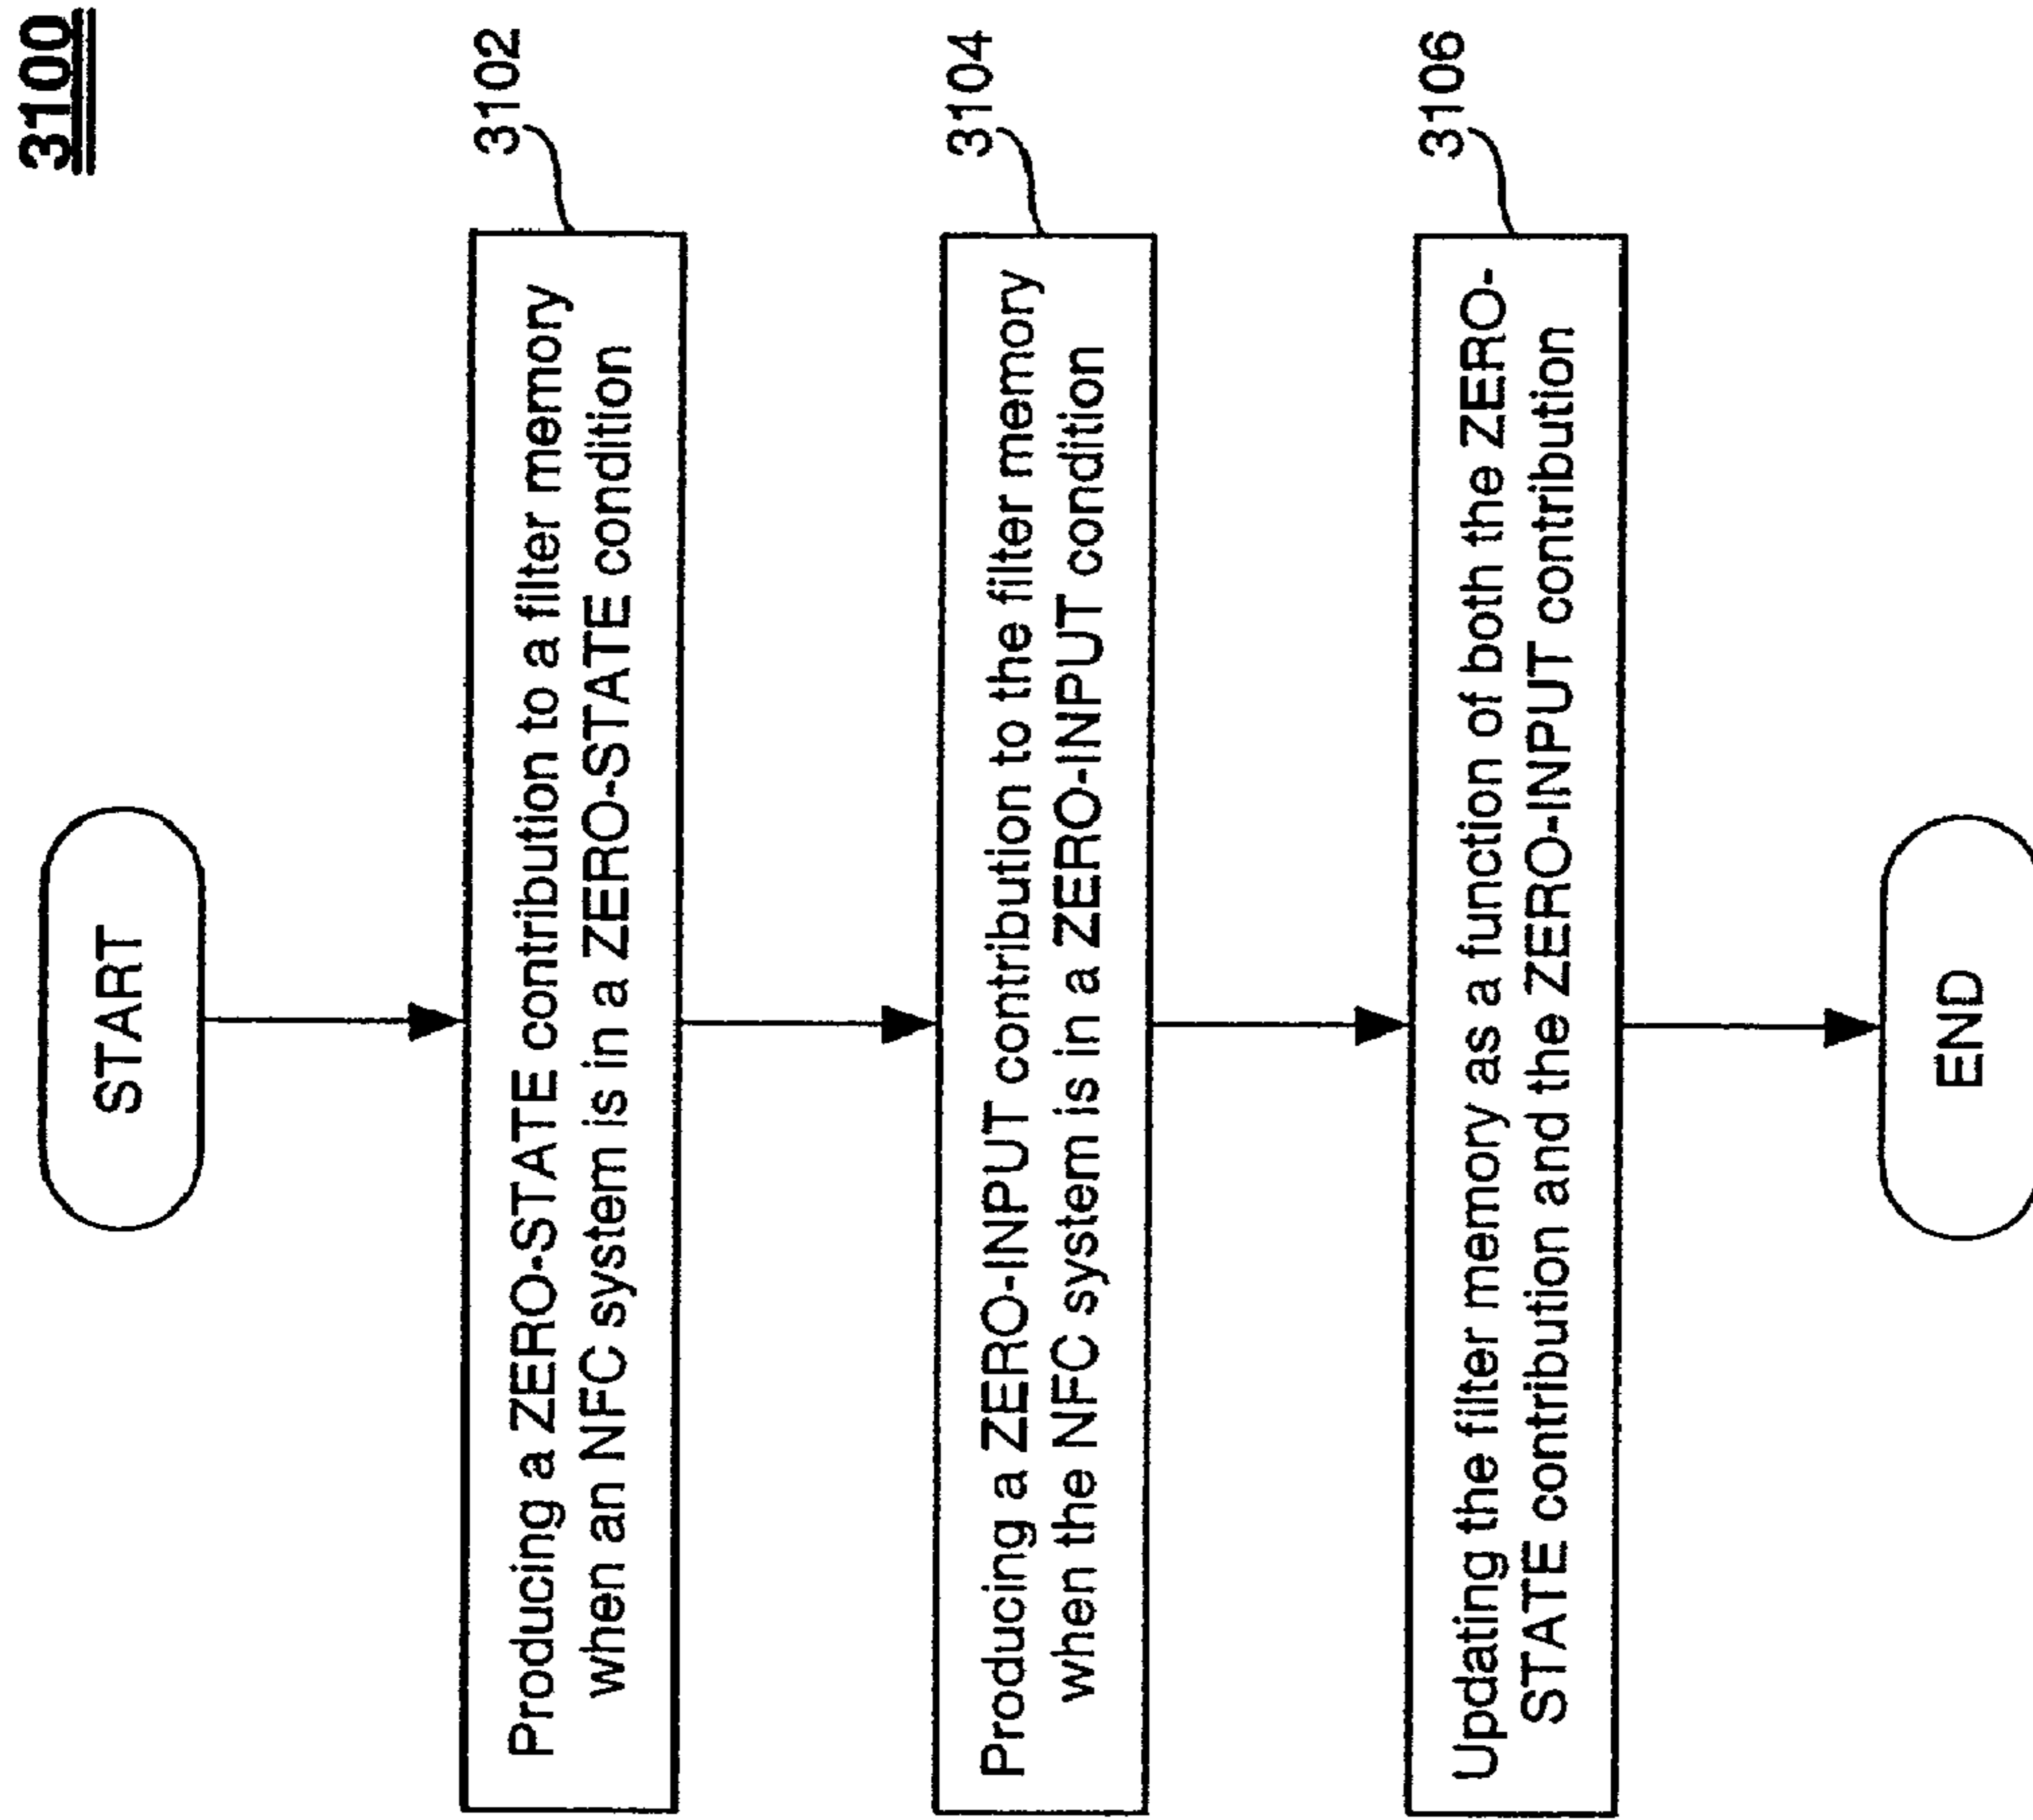 3100
START
3102
Producing a ZERO-STATE contribution to a filter memory
when an NFC system is in a ZERO-STATE condition
3104
Producing a ZERO-INPUT contribution to the filter memory
when the NFC system is in a ZERO-INPUT condition
3106
Updating the filter memory as a function of both the ZERO-
STATE contribution and the ZERO-INPUT contribution
END